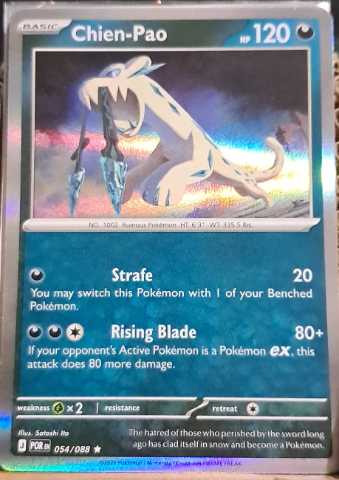 BASIC
Chien-Pao
HP 120
NO. 1002 Ruinous Pokémon HT: 6'3" WT: 335.5 lbs.
Strafe 20
You may switch this Pokémon with 1 of your Benched
Pokémon.
Rising Blade 80+
If your opponent's Active Pokémon is a Pokémon ex, this
attack does 80 more damage.
weakness ×2 resistance retreat
Illus. Satoshi Ito
J POR EN 054/088 ★
The hatred of those who perished by the sword long
ago has clad itself in snow and become a Pokémon.